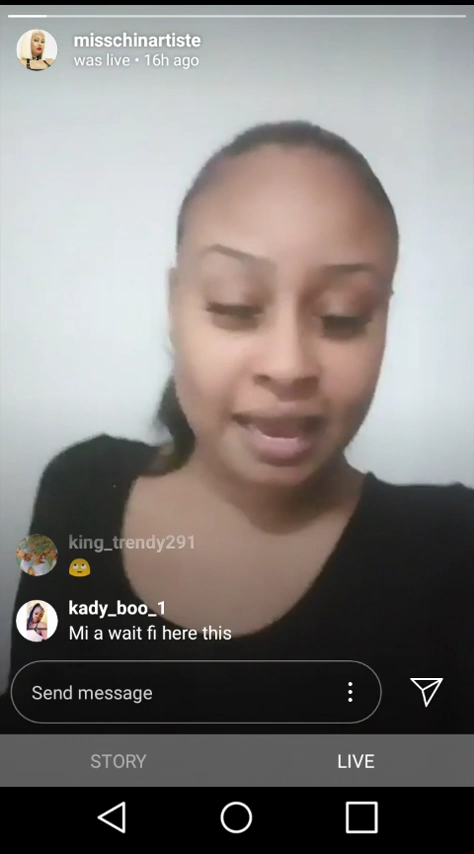 misschinartiste
was live • 16h ago
king_trendy291
🙄
kady_boo_1
Mi a wait fi here this
Send message
STORY
LIVE